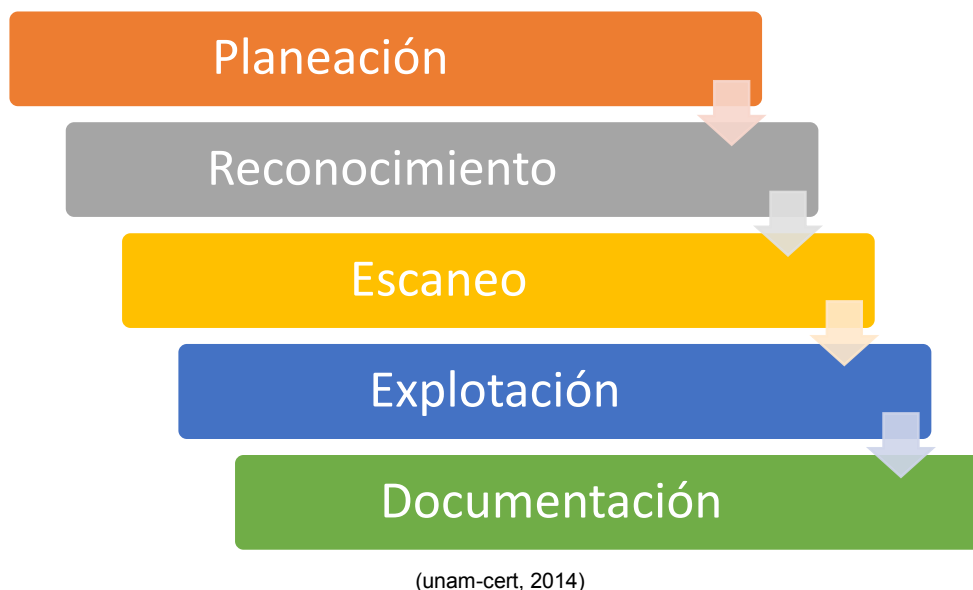 Planeación
Reconocimiento
Escaneo
Explotación
Documentación
(unam-cert, 2014)